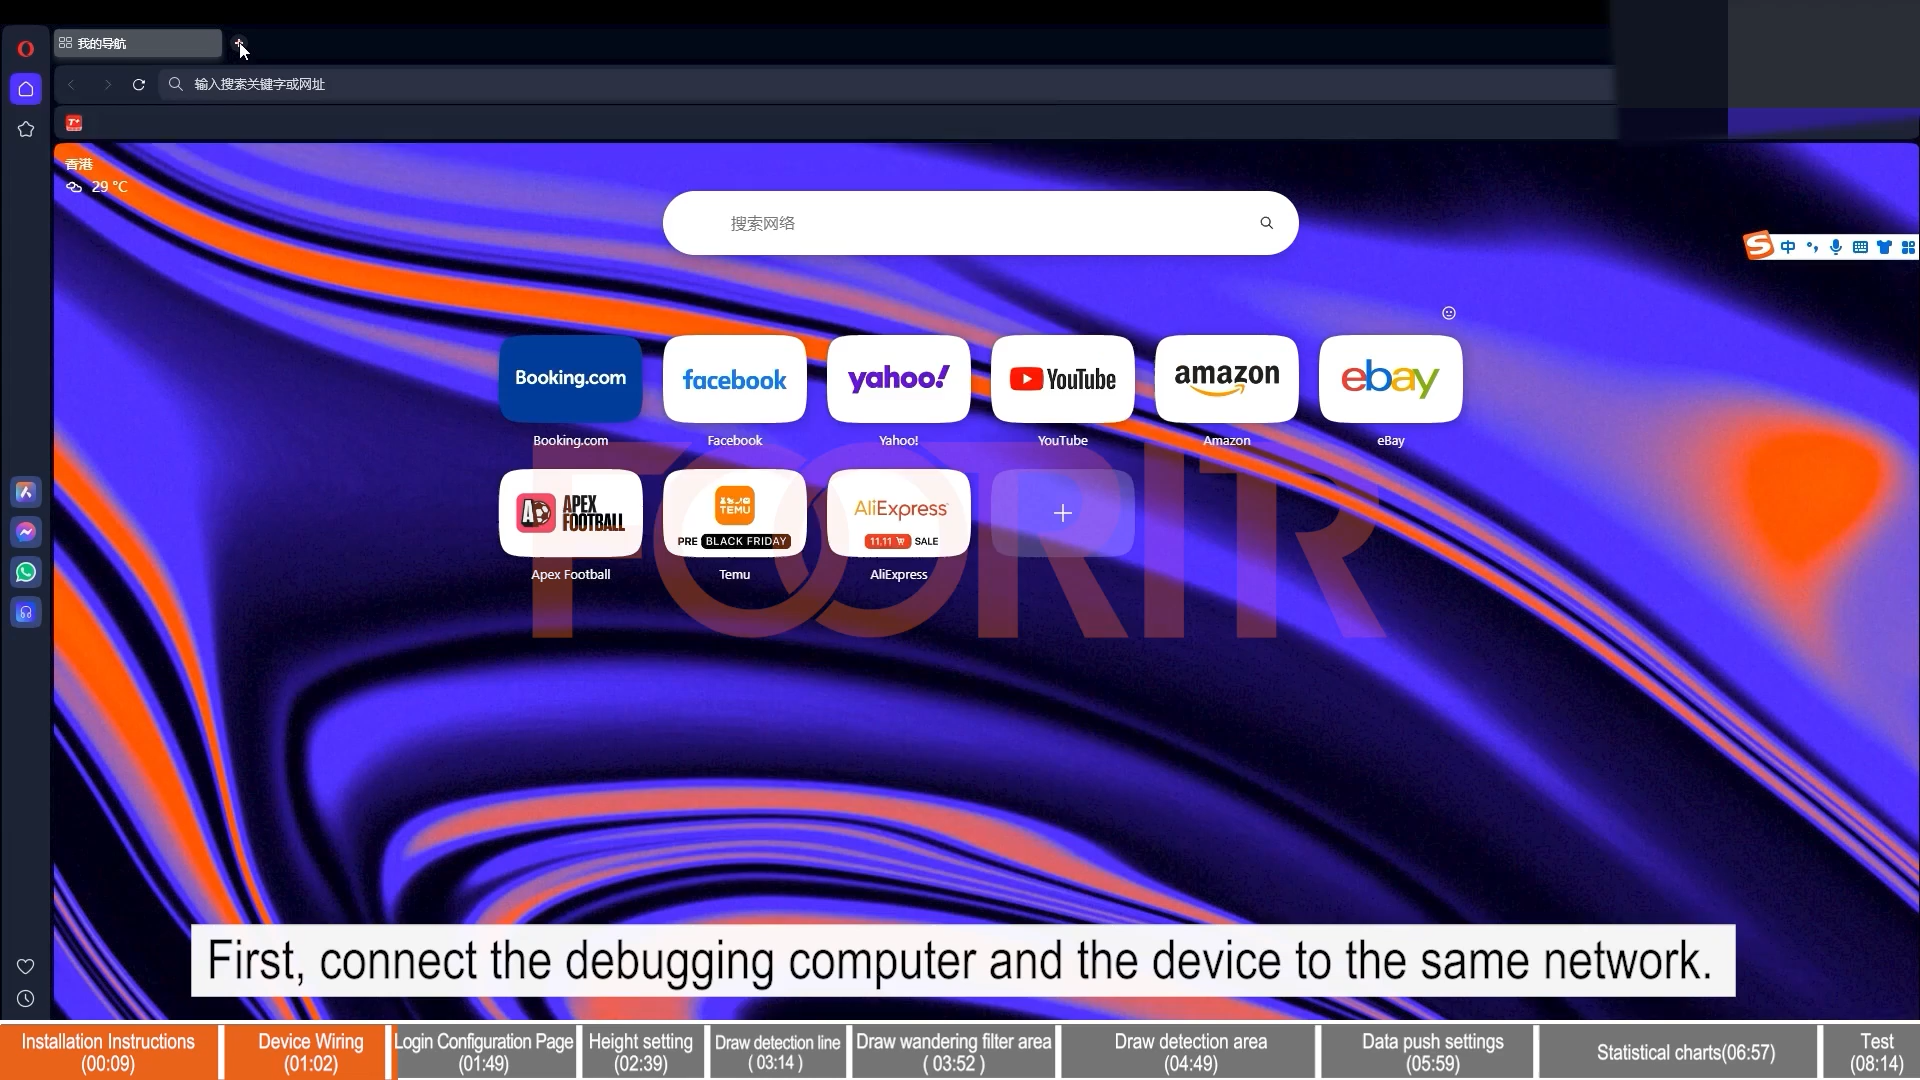 我的导航
输入搜索关键字或网址
T+
香港
29 °C
搜索网络
S 中
Booking.com facebook yahoo! YouTube amazon ebay
Booking.com Facebook Yahoo! YouTube Amazon eBay
FOORIR
AD APEX FOOTBALL
TEMU
PRE BLACK FRIDAY
AliExpress
11.11 SALE
Apex Football Temu AliExpress
First, connect the debugging computer and the device to the same network.
Installation Instructions
(00:09)
Device Wiring
(01:02)
Login Configuration Page
(01:49)
Height setting
(02:39)
Draw detection line
( 03:14 )
Draw wandering filter area
( 03:52 )
Draw detection area
(04:49)
Data push settings
(05:59)
Statistical charts(06:57)
Test
(08:14)